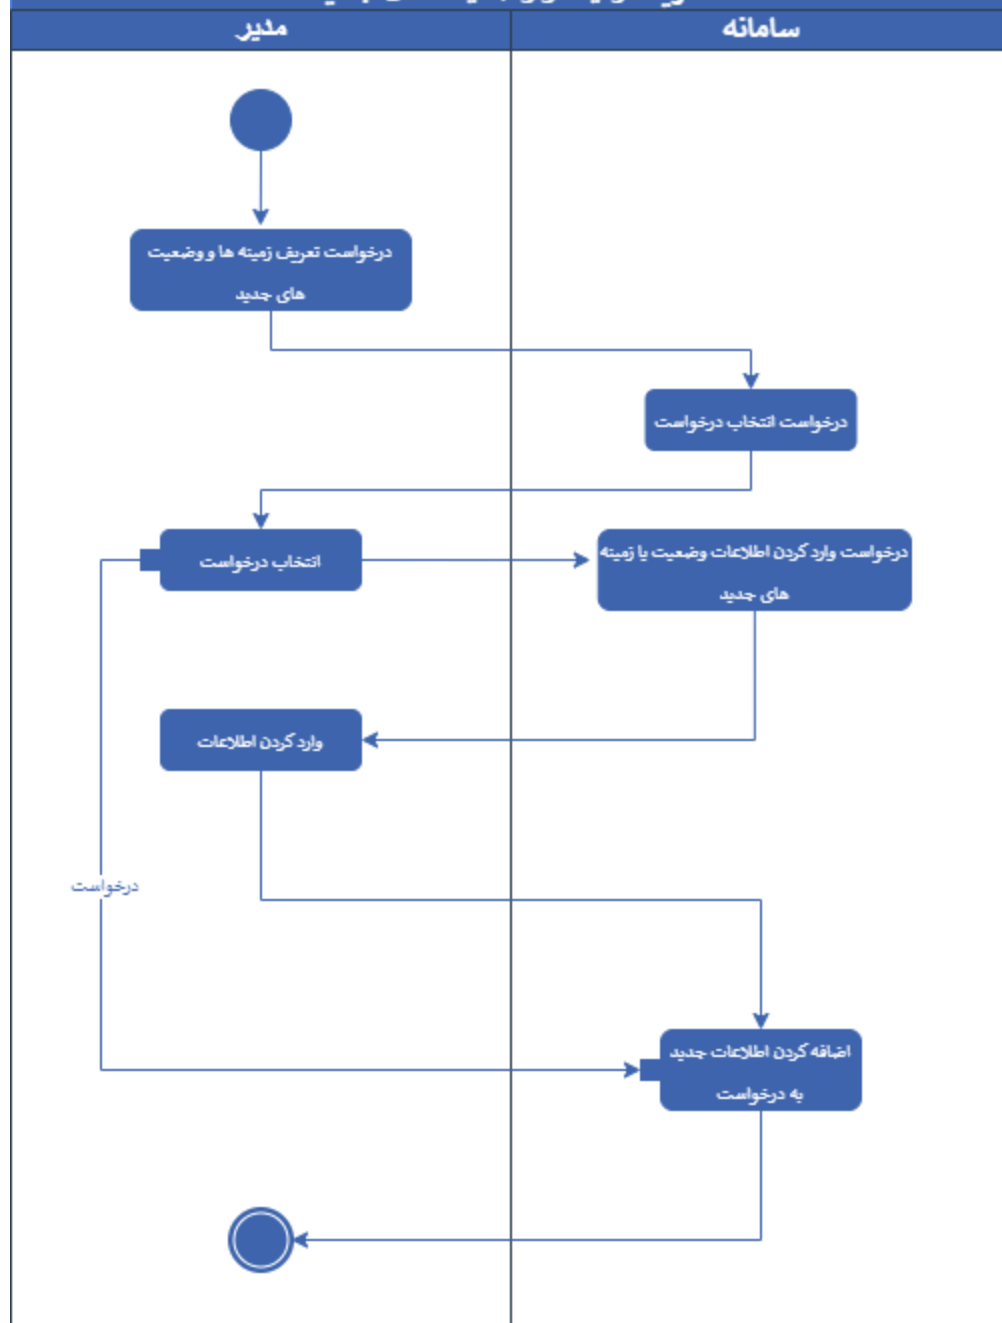 مدیر
سامانه
درخواست تعریف زمینه ها و وضعیت
های جدید
درخواست انتخاب درخواست
انتخاب درخواست
درخواست وارد کردن اطلاعات وضعیت یا زمینه
های جدید
وارد کردن اطلاعات
درخواست
اضافه کردن اطلاعات جدید
به درخواست